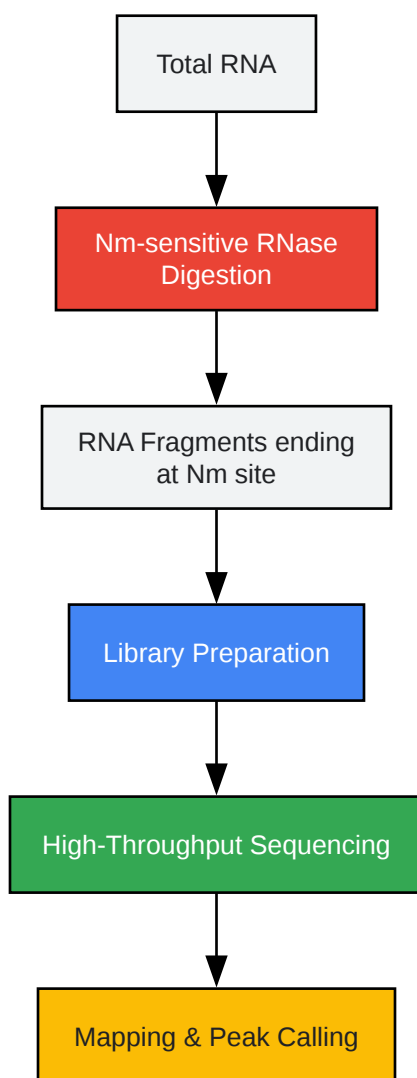 Total RNA
Nm-sensitive RNase
Digestion
RNA Fragments ending
at Nm site
Library Preparation
High-Throughput Sequencing
Mapping & Peak Calling